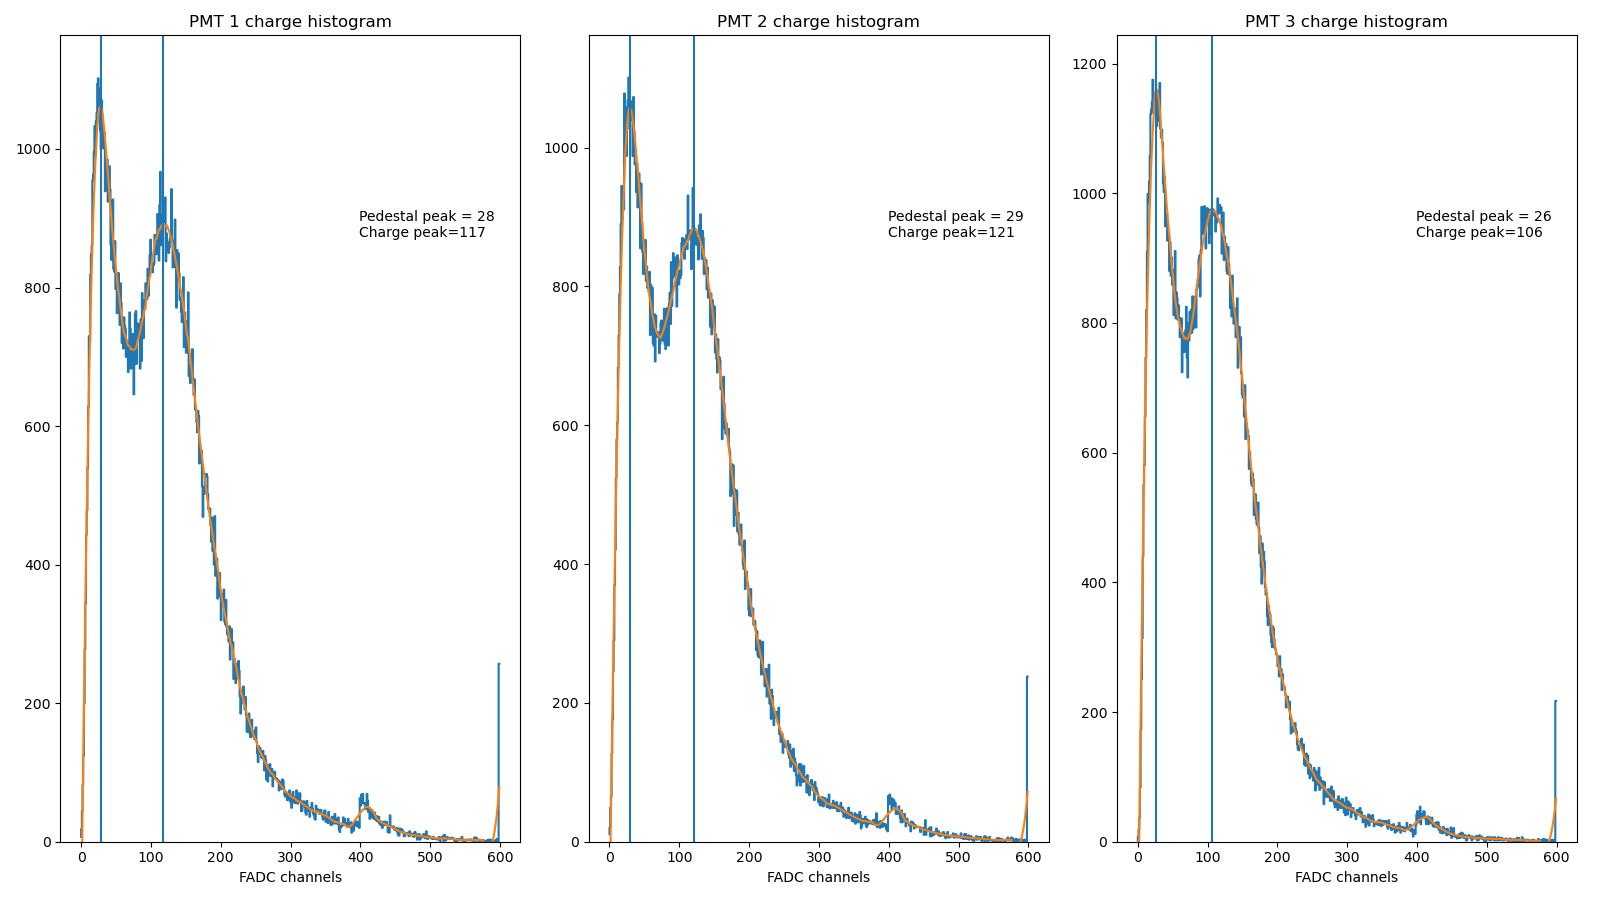 PMT 1 charge histogram
1000
800
600
400
200
0
Pedestal peak = 28
Charge peak=117
0 100 200 300 400 500 600
FADC channels
PMT 2 charge histogram
1000
800
600
400
200
0
Pedestal peak = 29
Charge peak=121
0 100 200 300 400 500 600
FADC channels
PMT 3 charge histogram
1200
1000
800
600
400
200
0
Pedestal peak = 26
Charge peak=106
0 100 200 300 400 500 600
FADC channels